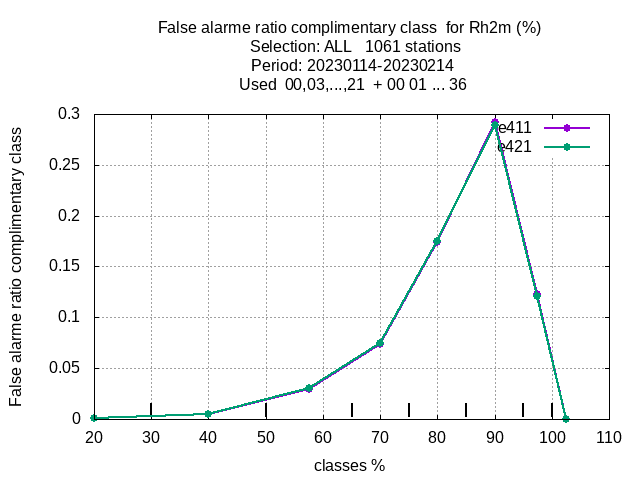 False alarme ratio complimentary class  for Rh2m (%)
Selection: ALL   1061 stations
Period: 20230114-20230214
Used  00,03,...,21  + 00 01 ... 36
False alarme ratio complimentary class
0.3
0.25
0.2
0.15
0.1
0.05
0
e411
e421
20 30 40 50 60 70 80 90 100 110
classes %